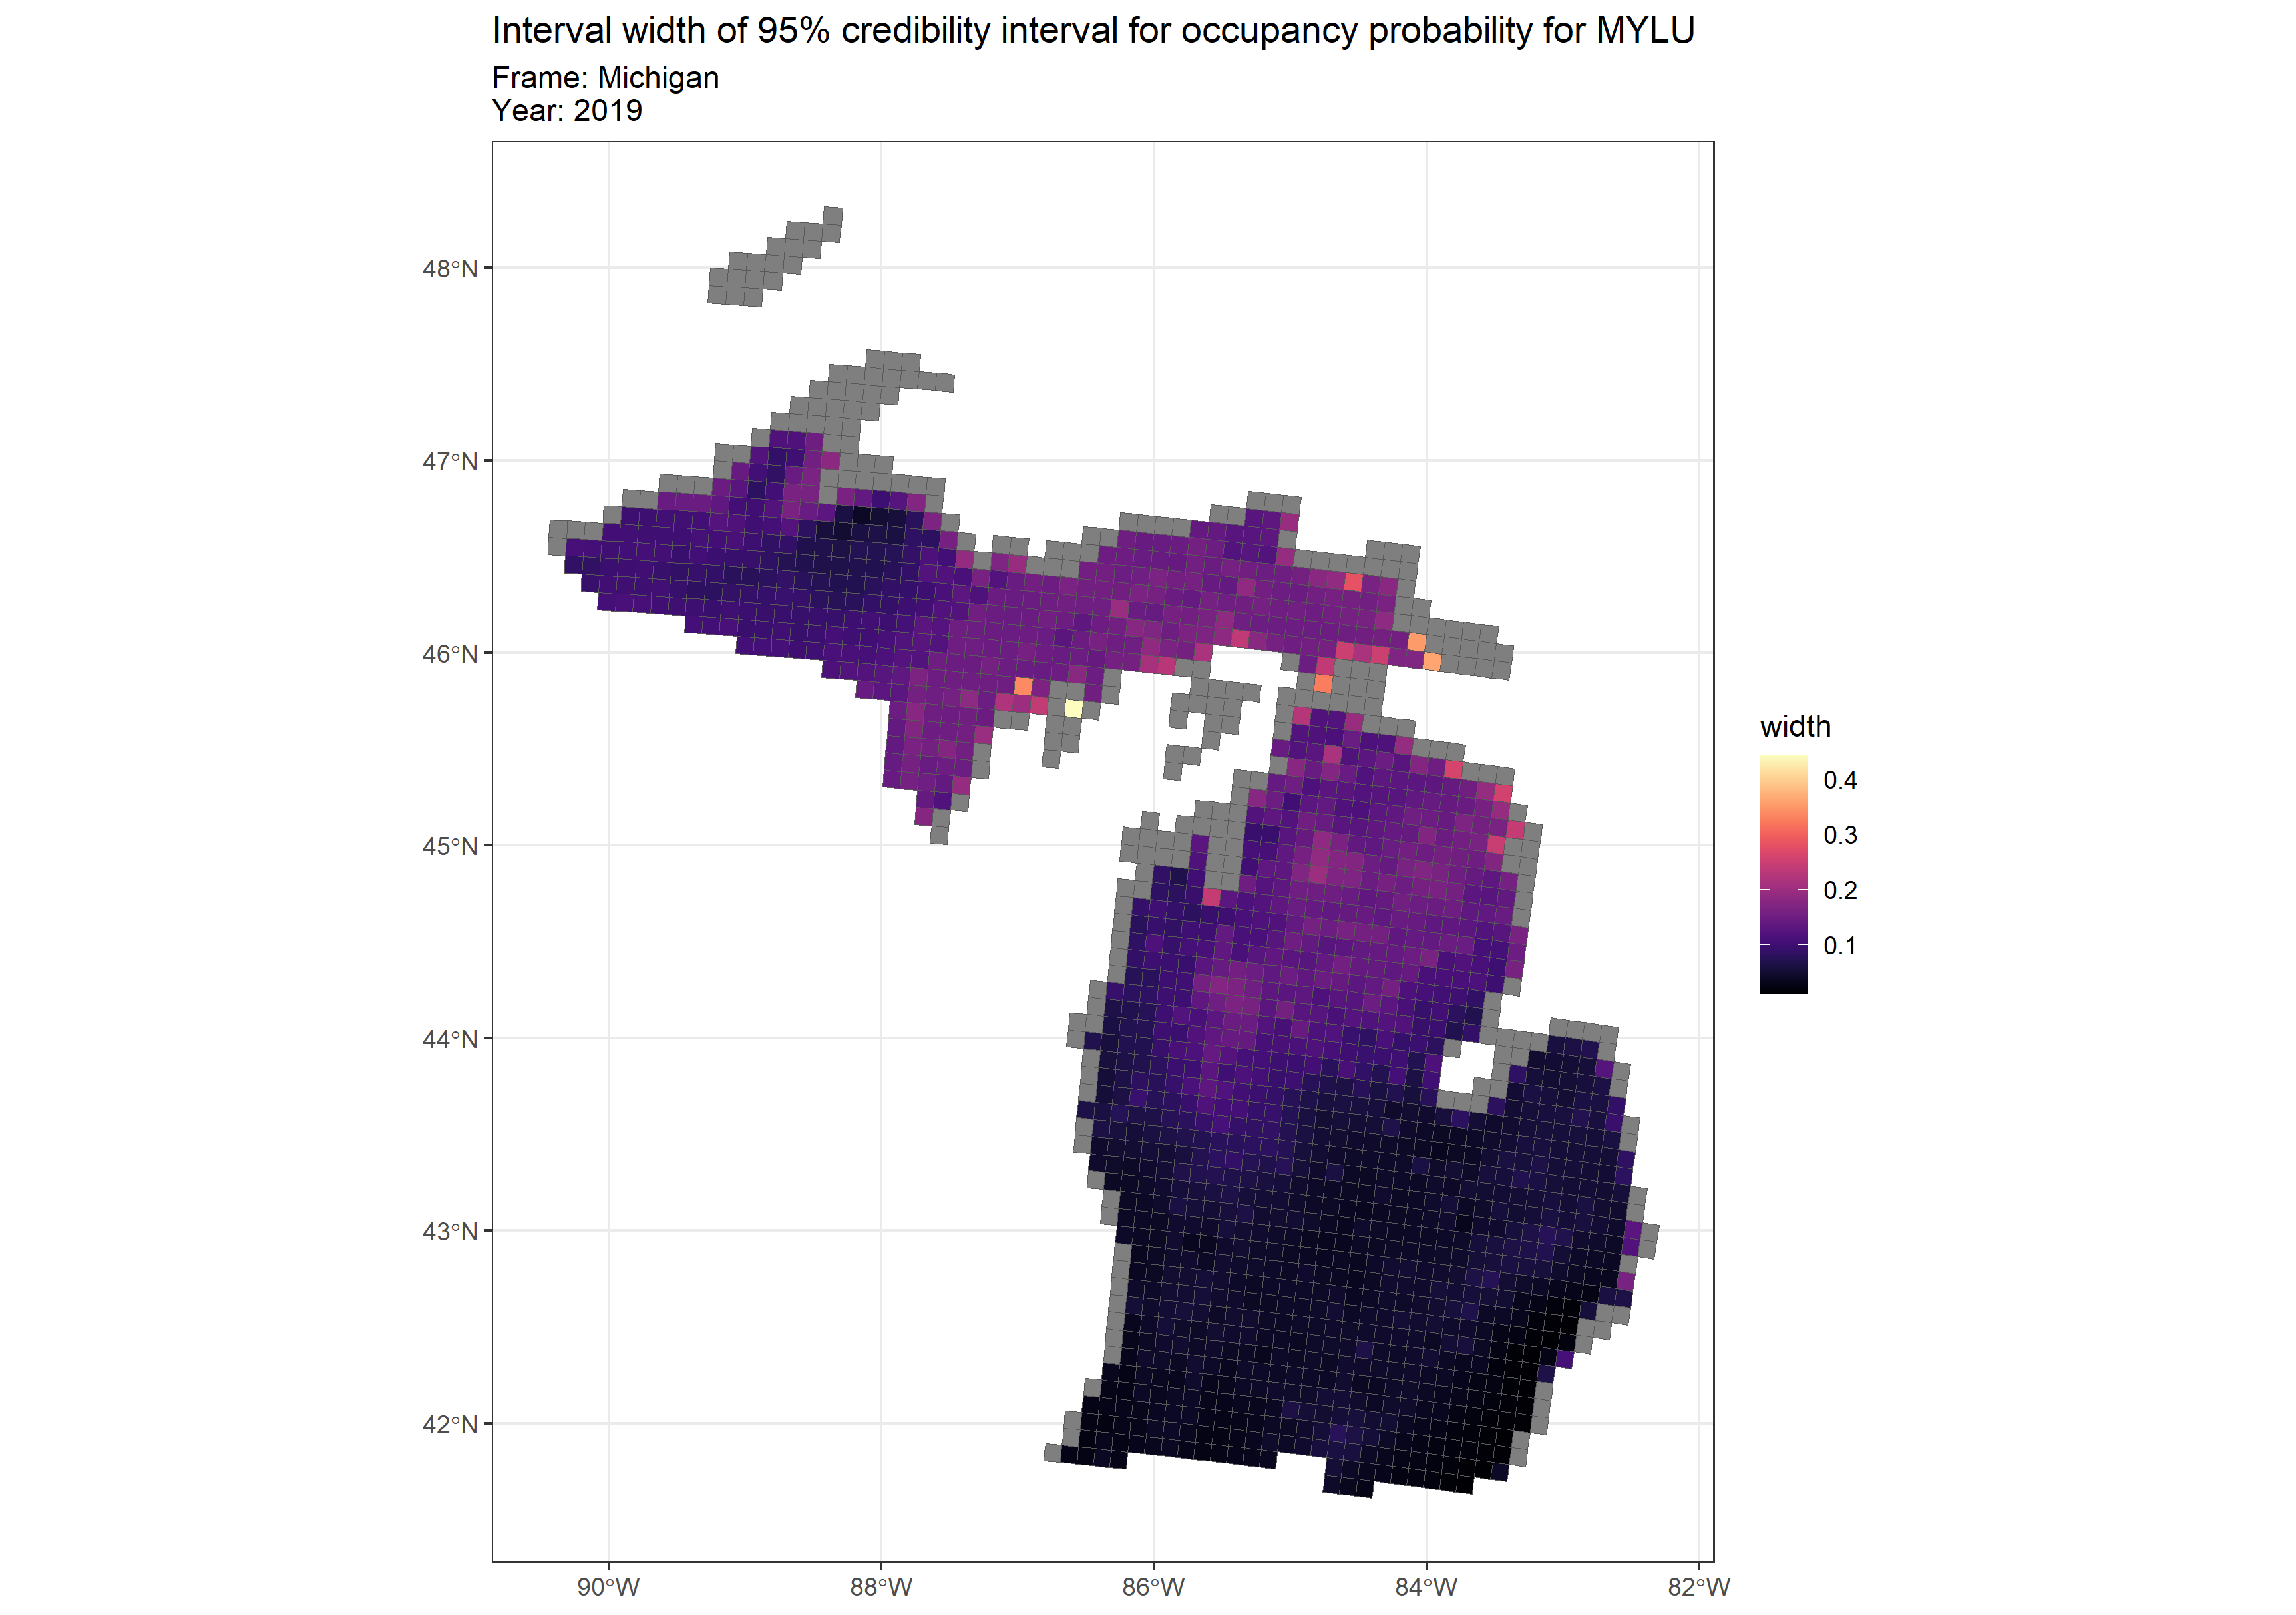 Interval width of 95% credibility interval for occupancy probability for MYLU
Frame: Michigan
Year: 2019
48°N
47°N
46°N
45°N
44°N
43°N
42°N
90°W
88°W
86°W
84°W
82°W
width
0.4
0.3
0.2
0.1